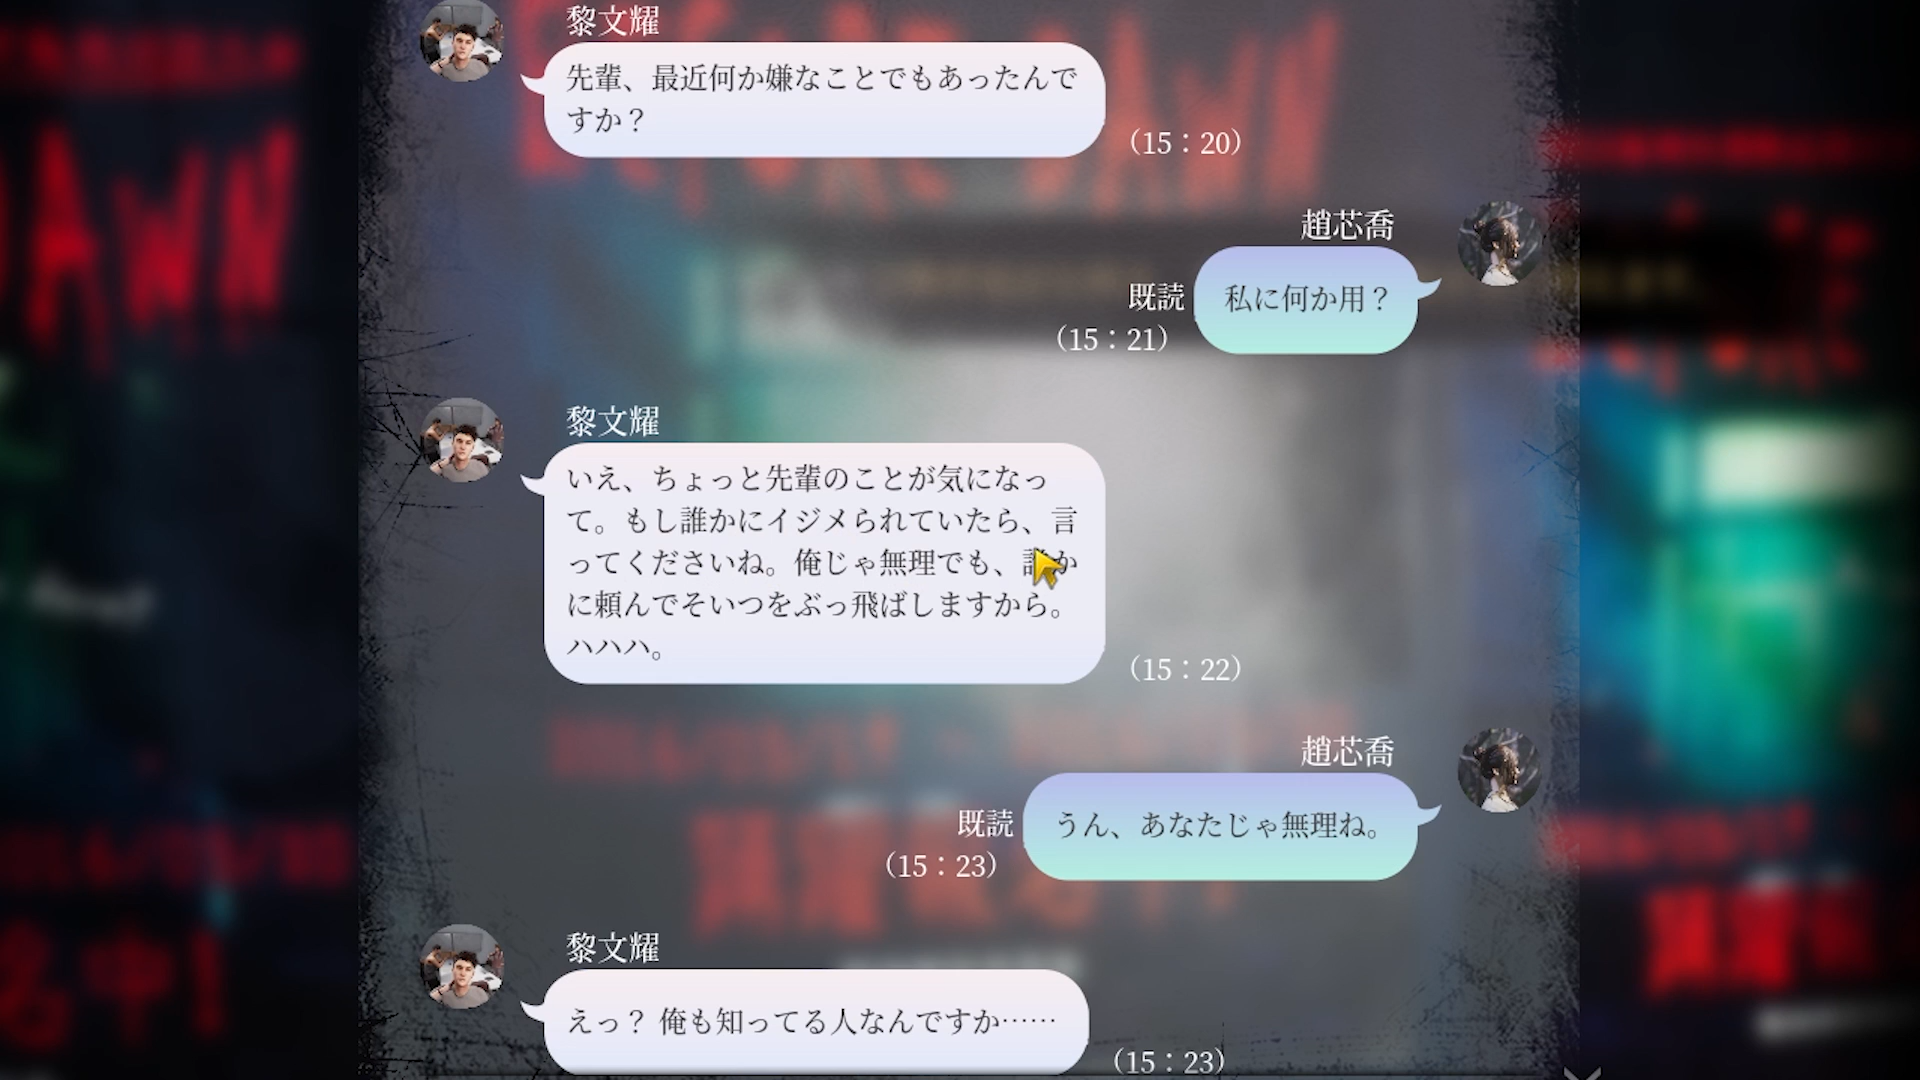 黎文耀
先輩、最近何か嫌なことでもあったんで
すか？
（15：20）
趙芯喬
既読
私に何か用？
（15：21）
黎文耀
いえ、ちょっと先輩のことが気になっ
て。もし誰かにイジメられていたら、言
ってくださいね。俺じゃ無理でも、誰か
に頼んでそいつをぶっ飛ばしますから。
ハハハ。
（15：22）
趙芯喬
既読
うん、あなたじゃ無理ね。
（15：23）
黎文耀
えっ？ 俺も知ってる人なんですか……
（15：23）
DAWN